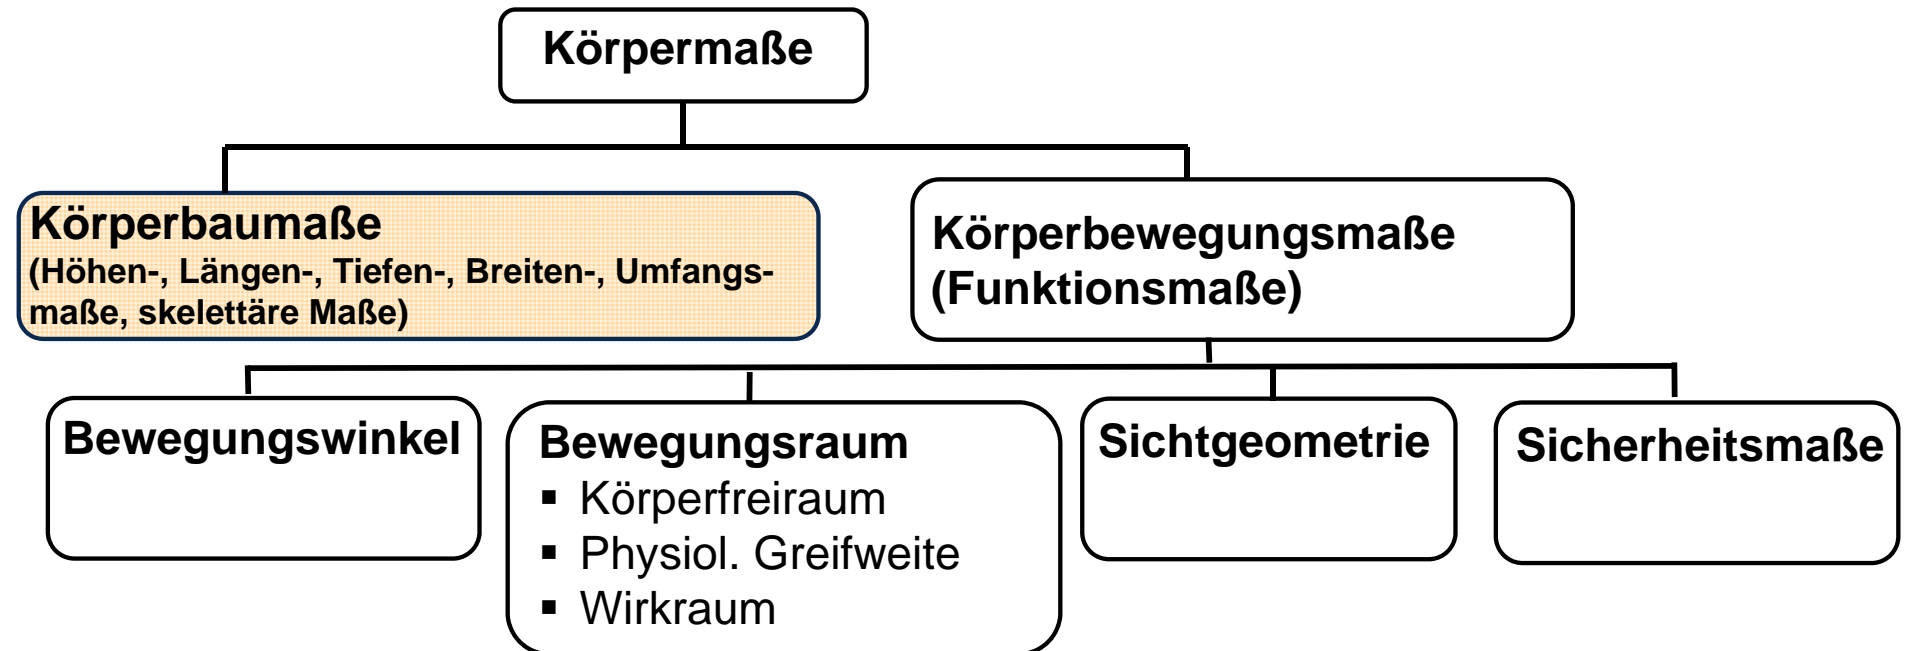 Körpermaße
Körperbaumaße
(Höhen-, Längen-, Tiefen-, Breiten-, Umfangs-
maße, skelettäre Maße)
Körperbewegungsmaße
(Funktionsmaße)
Bewegungswinkel
Bewegungsraum
▪ Körperfreiraum
▪ Physiol. Greifweite
▪ Wirkraum
Sichtgeometrie
Sicherheitsmaße